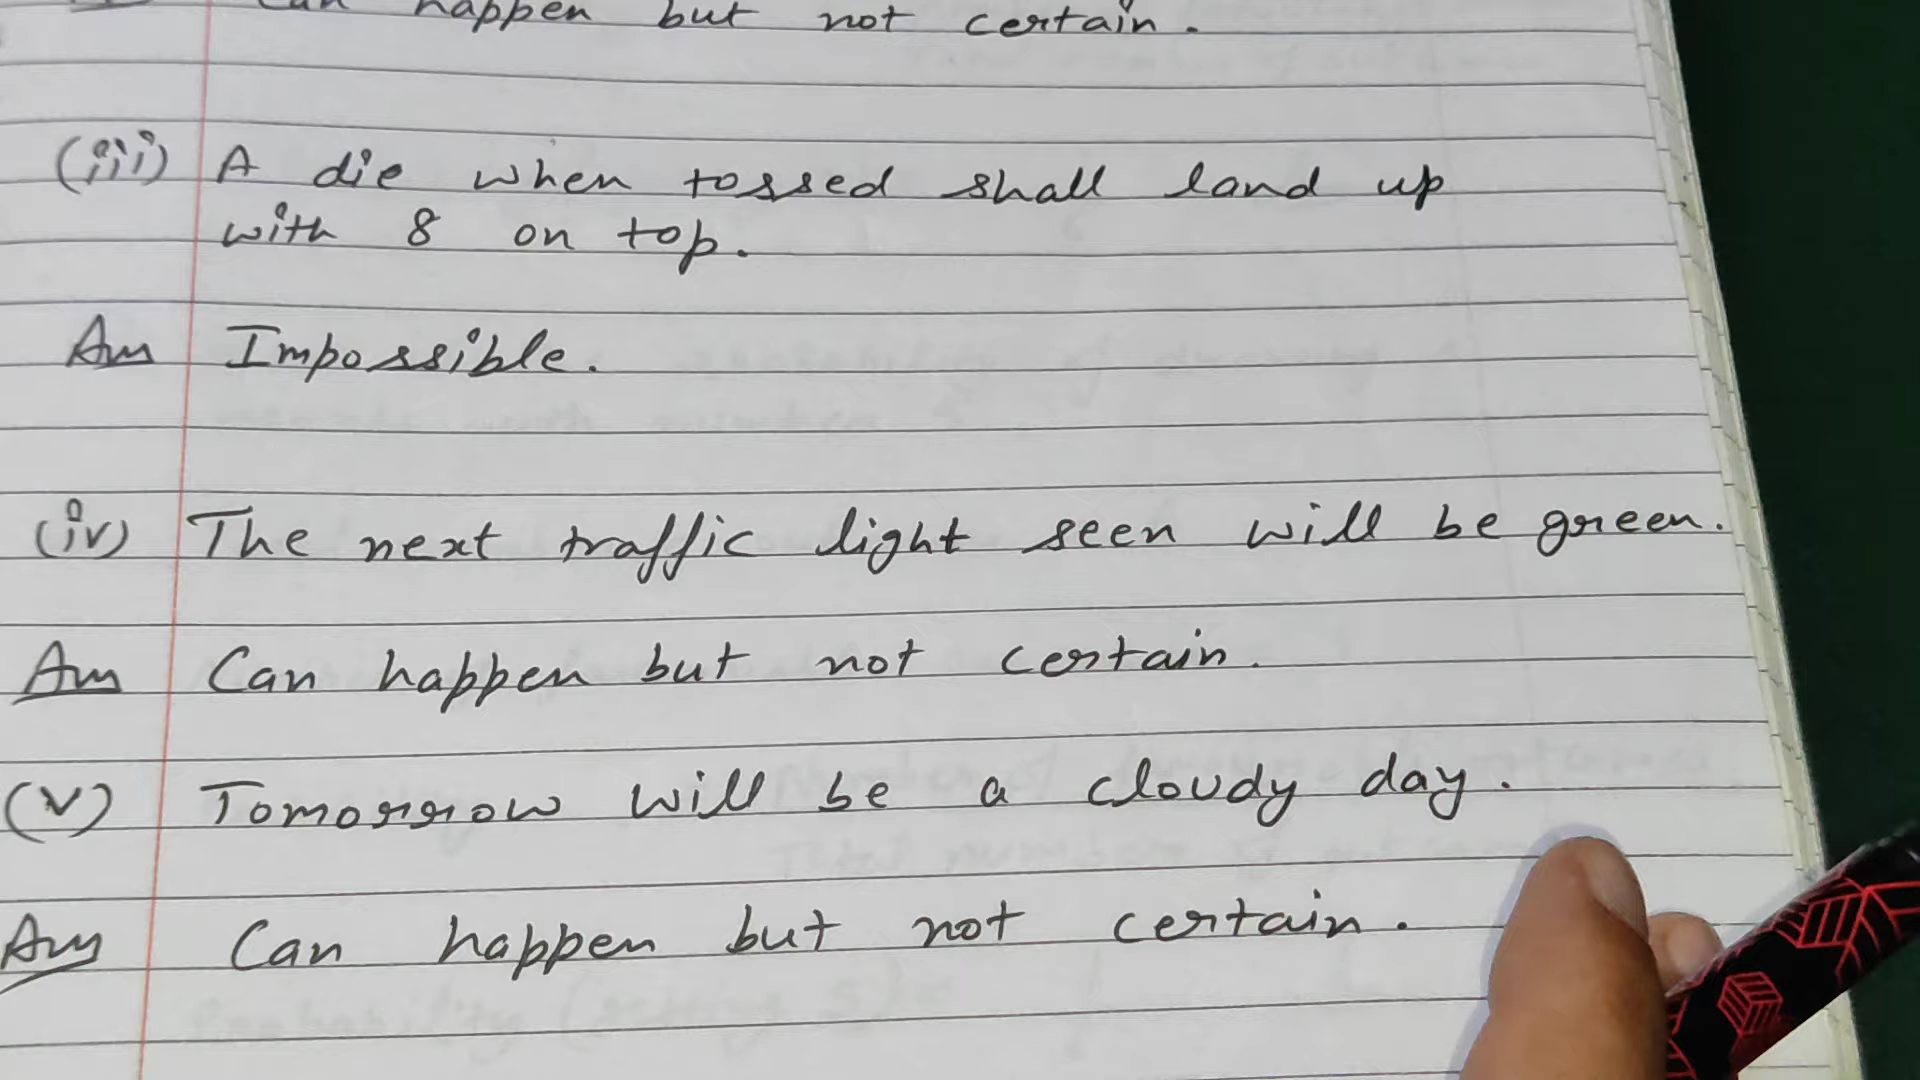 can happen but not certain.
(iii) A die when tossed shall land up
with 8 on top.
Ans Impossible.
(iv) The next traffic light seen will be green.
Ans Can happen but not certain.
(v) Tomorrow will be a cloudy day.
Ans Can happen but not certain.